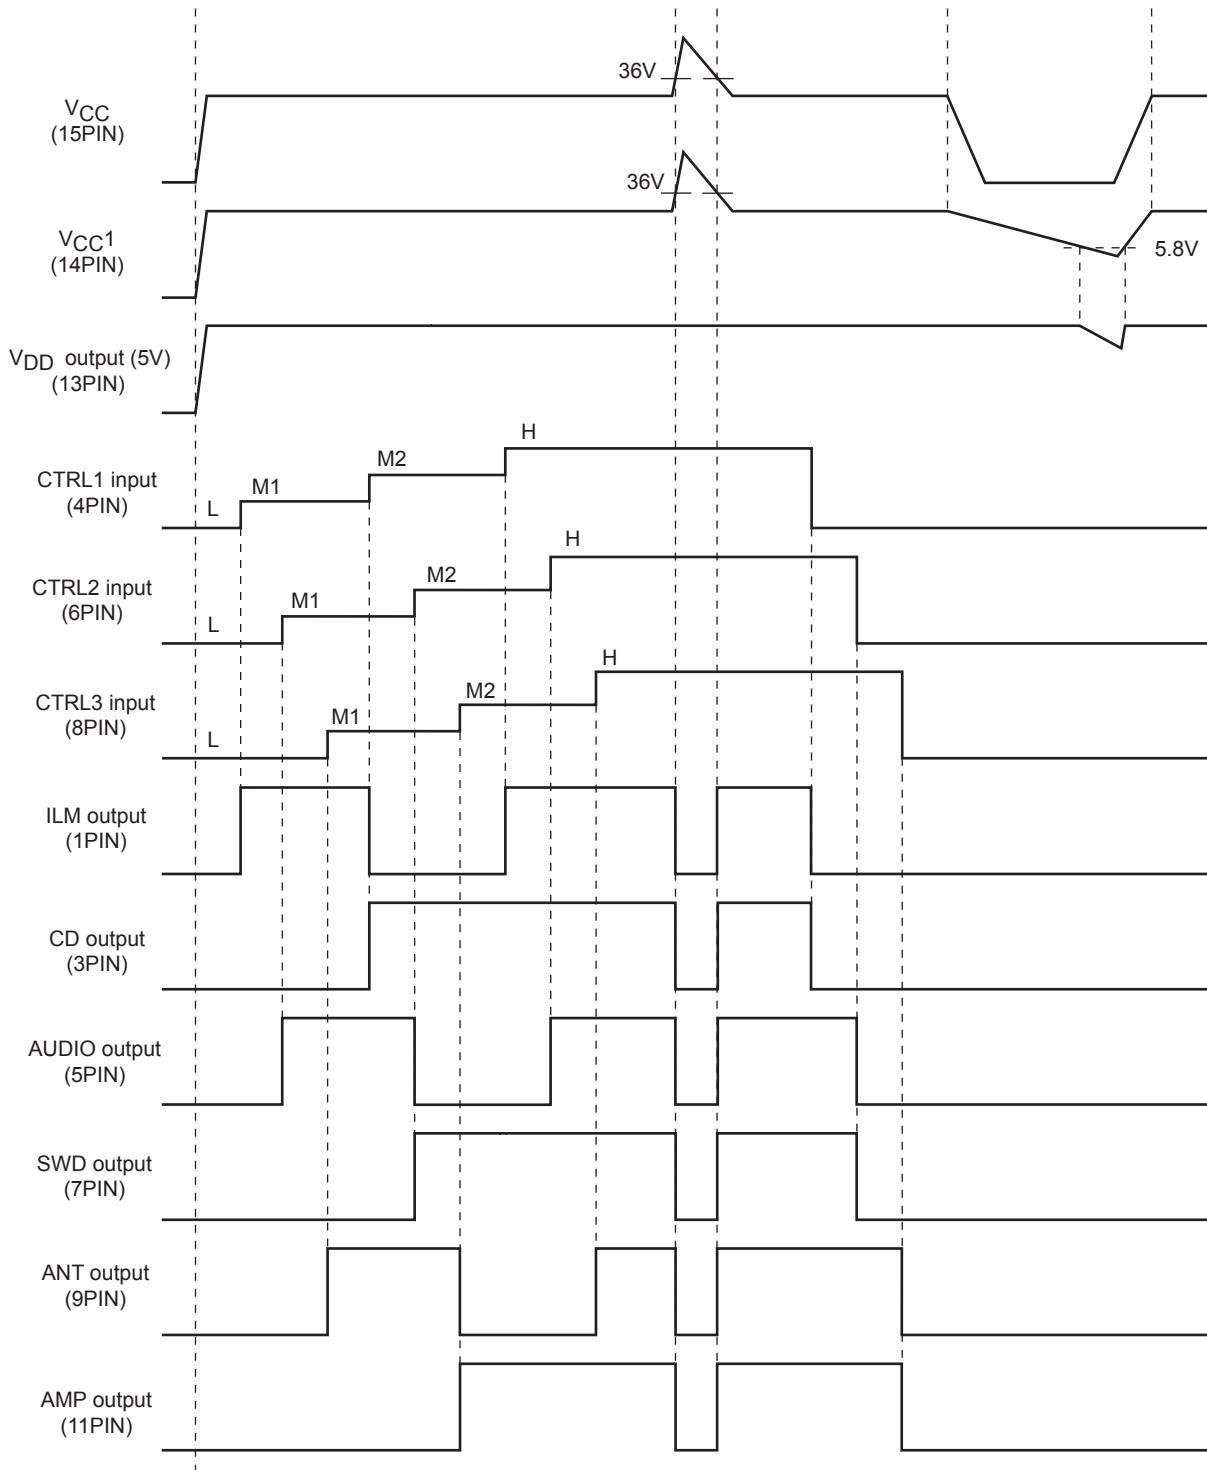 36V
VCC
(15PIN)
36V
VCC1
(14PIN)
5.8V
VDD output (5V)
(13PIN)
H
M2
CTRL1 input
M1
(4PIN)
L
H
M2
CTRL2 input
M1
(6PIN)
L
H
M2
CTRL3 input
M1
(8PIN)
L
ILM output
(1PIN)
CD output
(3PIN)
AUDIO output
(5PIN)
SWD output
(7PIN)
ANT output
(9PIN)
AMP output
(11PIN)